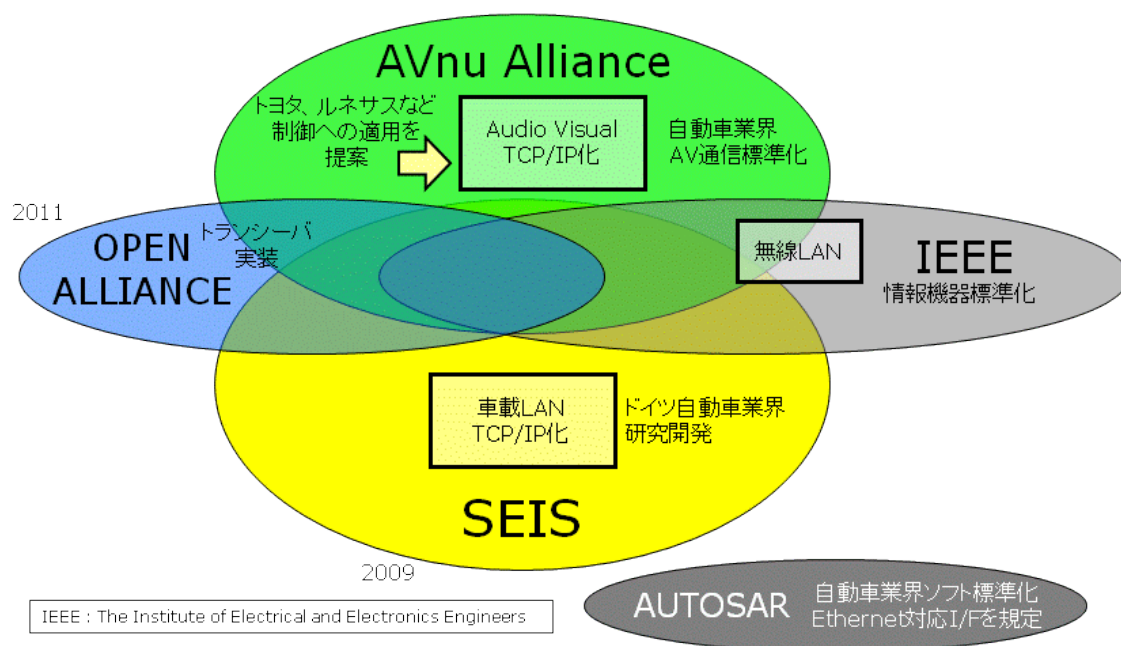 AVnu Alliance
トヨタ、ルネサスなど
制御への適用を
提案
Audio Visual
TCP/IP化
自動車業界
AV通信標準化
2011
OPEN
ALLIANCE
トランシーバ
実装
無線LAN
IEEE
情報機器標準化
車載LAN
TCP/IP化
ドイツ自動車業界
研究開発
SEIS
2009
IEEE : The Institute of Electrical and Electronics Engineers
AUTOSAR
自動車業界ソフト標準化
Ethernet対応I/Fを規定